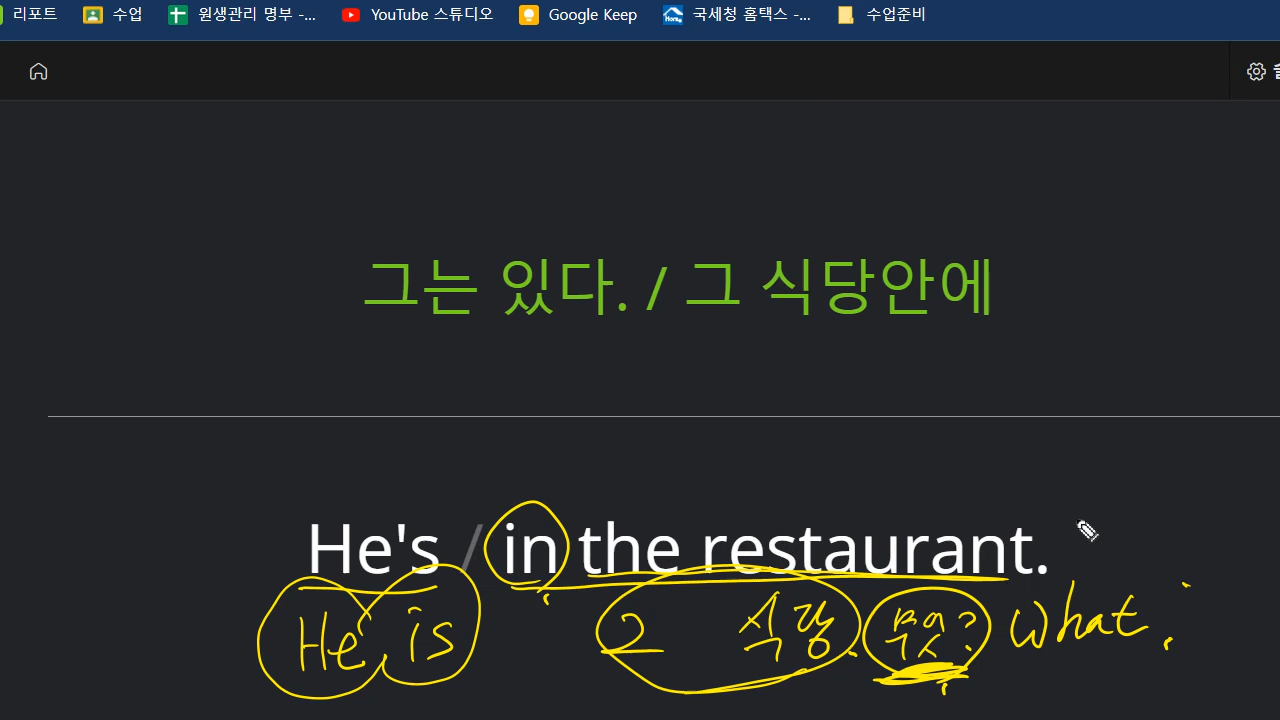 리포트 수업 원생관리 명부 -... YouTube 스튜디오 Google Keep 국세청 홈택스 -... 수업준비
그는 있다. / 그 식당안에
He's / in the restaurant.
He is 그 식당. 무엇? what.